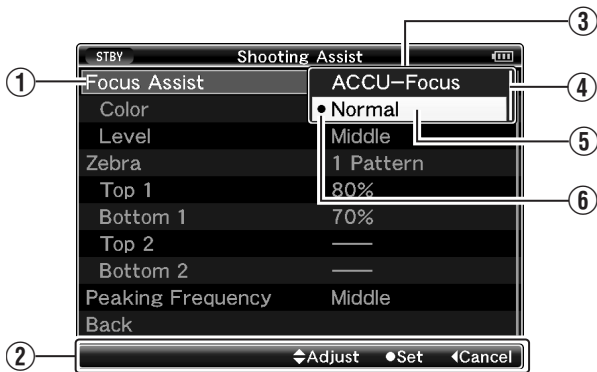 ③
STBY Shooting Assist
① Focus Assist ACCU-Focus ④
Color • Normal
Level Middle ⑤
Zebra 1 Pattern
Top 1 80% ⑥
Bottom 1 70%
Top 2 ——
Bottom 2 ——
Peaking Frequency Middle
Back
② Adjust ●Set Cancel